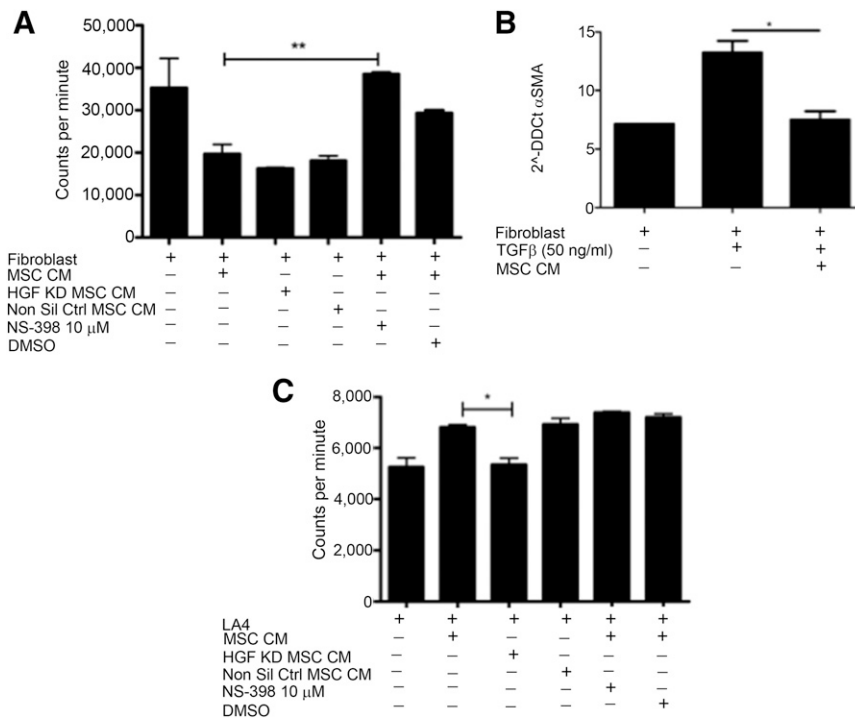 A
50,000
40,000
30,000
20,000
10,000
0
Counts per minute
**
Fibroblast + + + + + +
MSC CM – + – – + +
HGF KD MSC CM – – + – – –
Non Sil Ctrl MSC CM – – – + – –
NS-398 10 μM – – – – + –
DMSO – – – – – +
B
15
10
5
0
2^-DDCt αSMA
*
Fibroblast + + +
TGFβ (50 ng/ml) – + +
MSC CM – – +
C
8,000
6,000
4,000
2,000
0
Counts per minute
*
LA4 + + + + + +
MSC CM – + – – + +
HGF KD MSC CM – – + – – –
Non Sil Ctrl MSC CM – – – + – –
NS-398 10 μM – – – – + –
DMSO – – – – – +